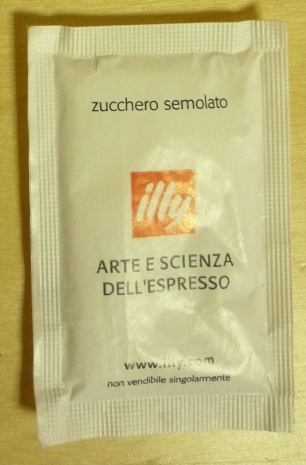 zucchero semolato
illy
ARTE E SCIENZA
DELL'ESPRESSO
www.illy.com
non vendibile singolarmente